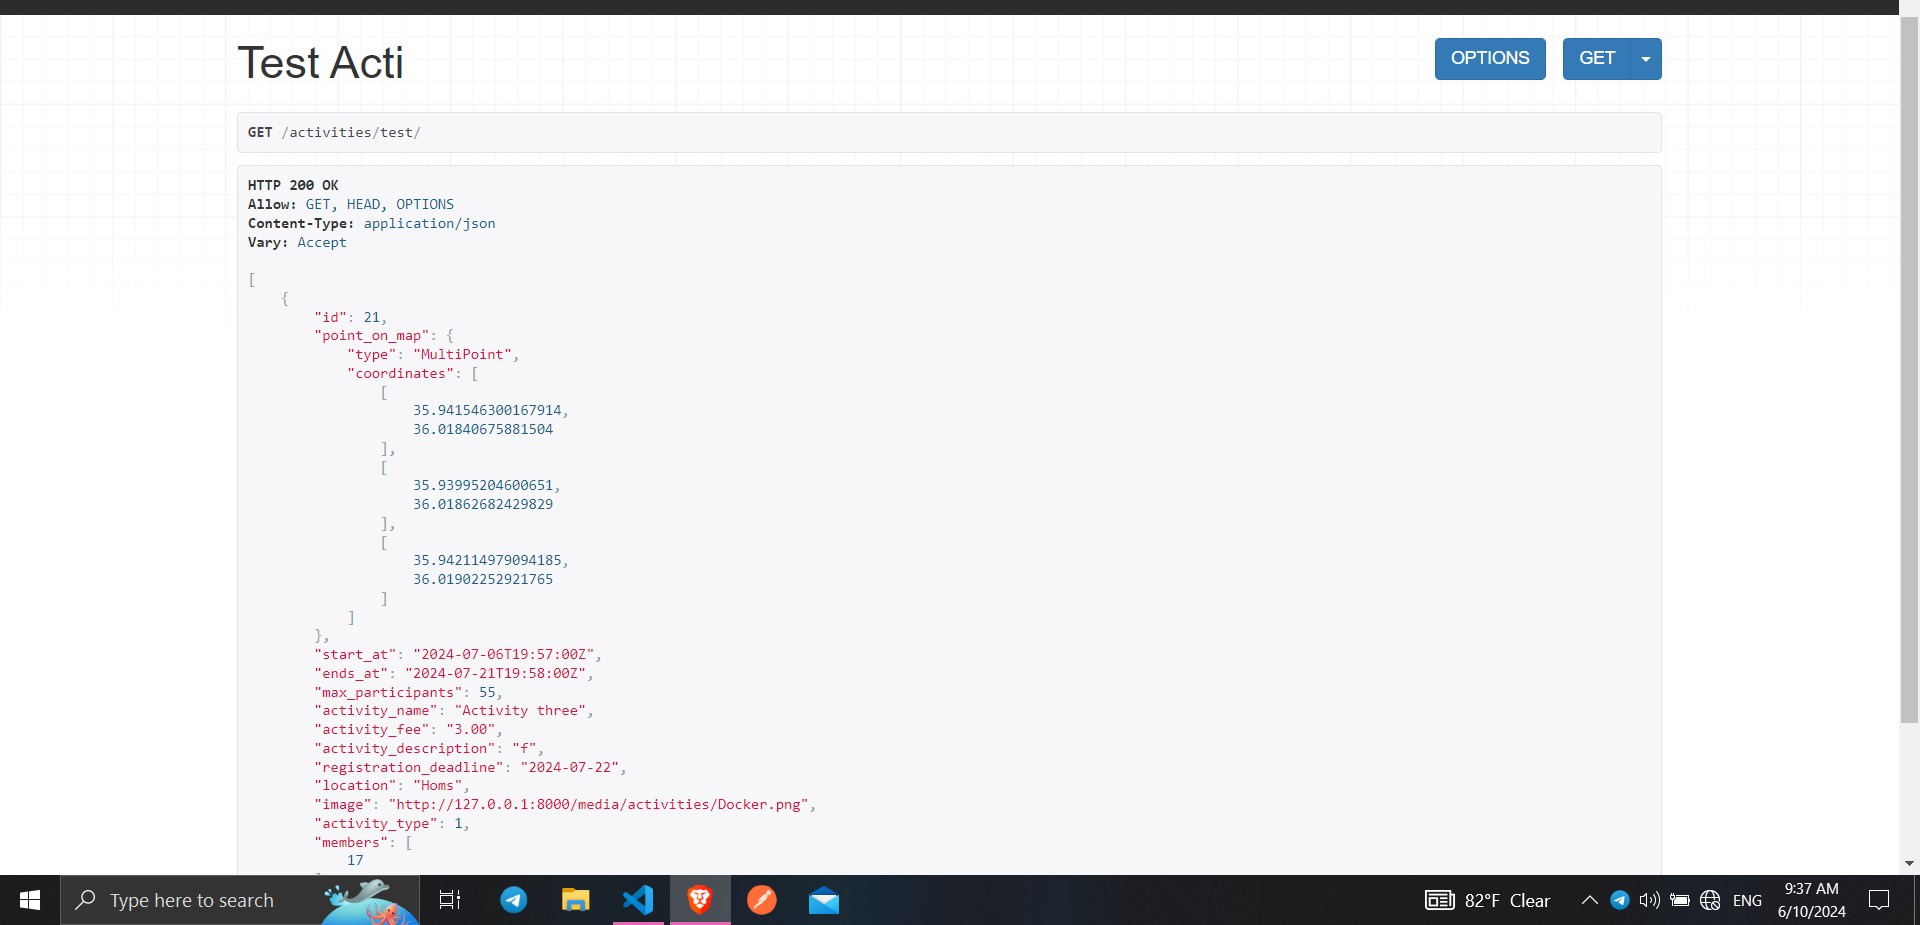 Test Acti
OPTIONS
GET
GET /activities/test/
HTTP 200 OK
Allow: GET, HEAD, OPTIONS
Content-Type: application/json
Vary: Accept
[
{
"id": 21,
"point_on_map": {
"type": "MultiPoint",
"coordinates": [
[
35.941546300167914,
36.01840675881504
],
[
35.93995204600651,
36.01862682429829
],
[
35.942114979094185,
36.01902252921765
]
]
},
"start_at": "2024-07-06T19:57:00Z",
"ends_at": "2024-07-21T19:58:00Z",
"max_participants": 55,
"activity_name": "Activity three",
"activity_fee": "3.00",
"activity_description": "f",
"registration_deadline": "2024-07-22",
"location": "Homs",
"image": "http://127.0.0.1:8000/media/activities/Docker.png",
"activity_type": 1,
"members": [
17
Type here to search
82°F Clear
ENG
9:37 AM
6/10/2024